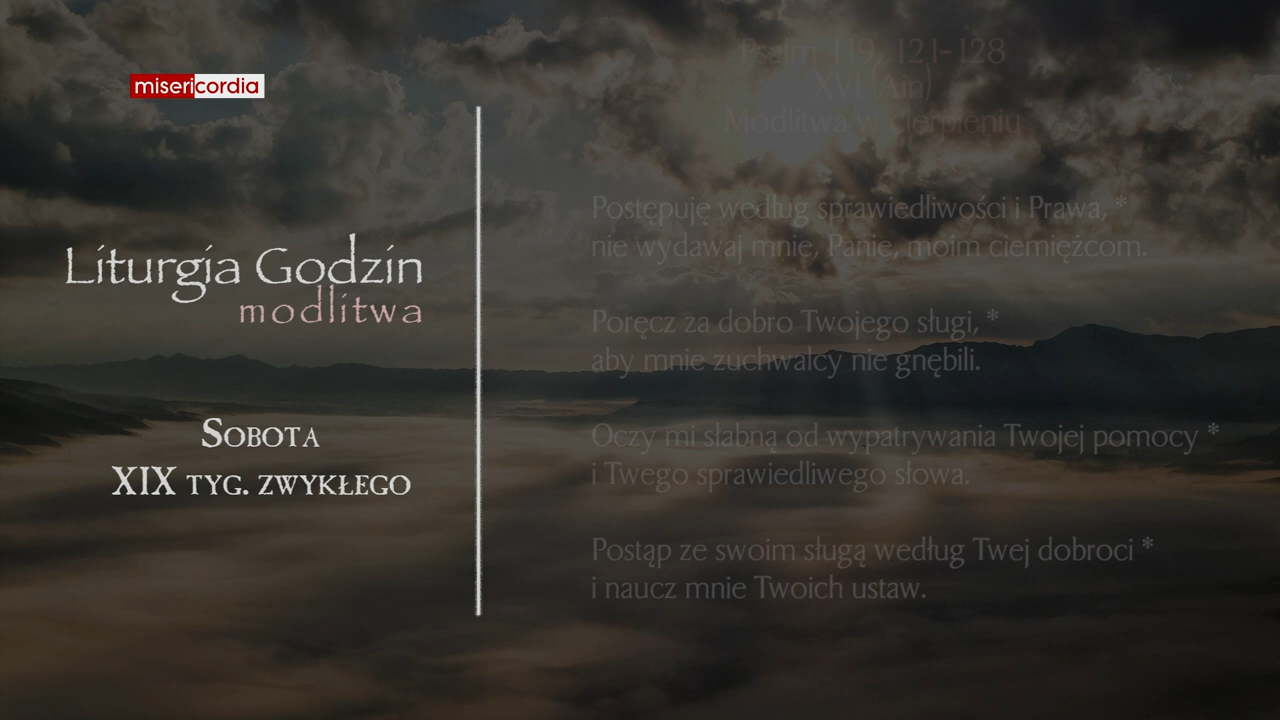 misericordia
Liturgia Godzin
modlitwa
Sobota
XIX tyg. zwykłego
Psalm 119, 121-128
XVI (Ain)
Modlitwa w cierpieniu
Postępuję według sprawiedliwości i Prawa, *
nie wydawaj mnie, Panie, moim ciemięzcom.
Poręcz za dobro Twojego sługi, *
aby mnie zuchwalcy nie gnębili.
Oczy mi słabną od wypatrywania Twojej pomocy *
i Twego sprawiedliwego słowa.
Postąp ze swoim sługą według Twej dobroci *
i naucz mnie Twoich ustaw.